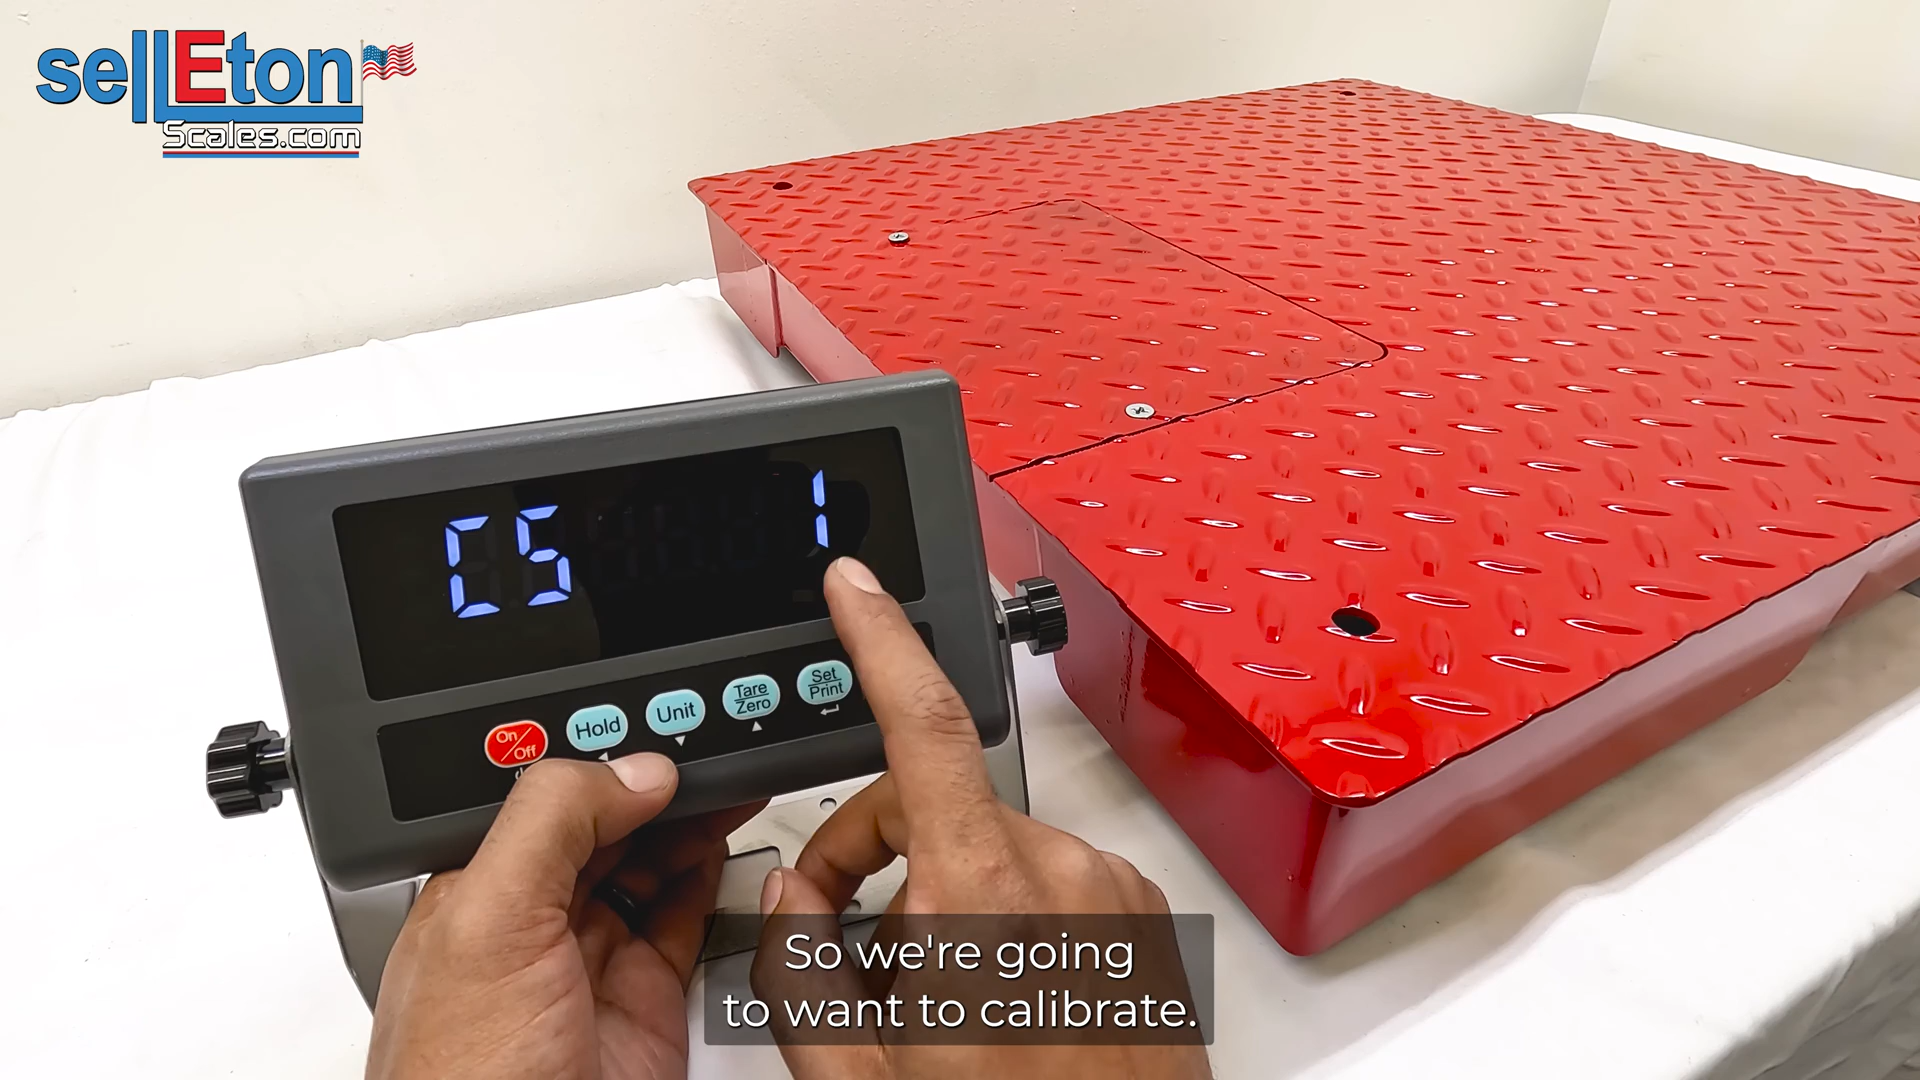 sellEton
Scales.com
C5 1
On/Off
Hold
Unit
Tare
Zero
Set
Print
So we're going
to want to calibrate.